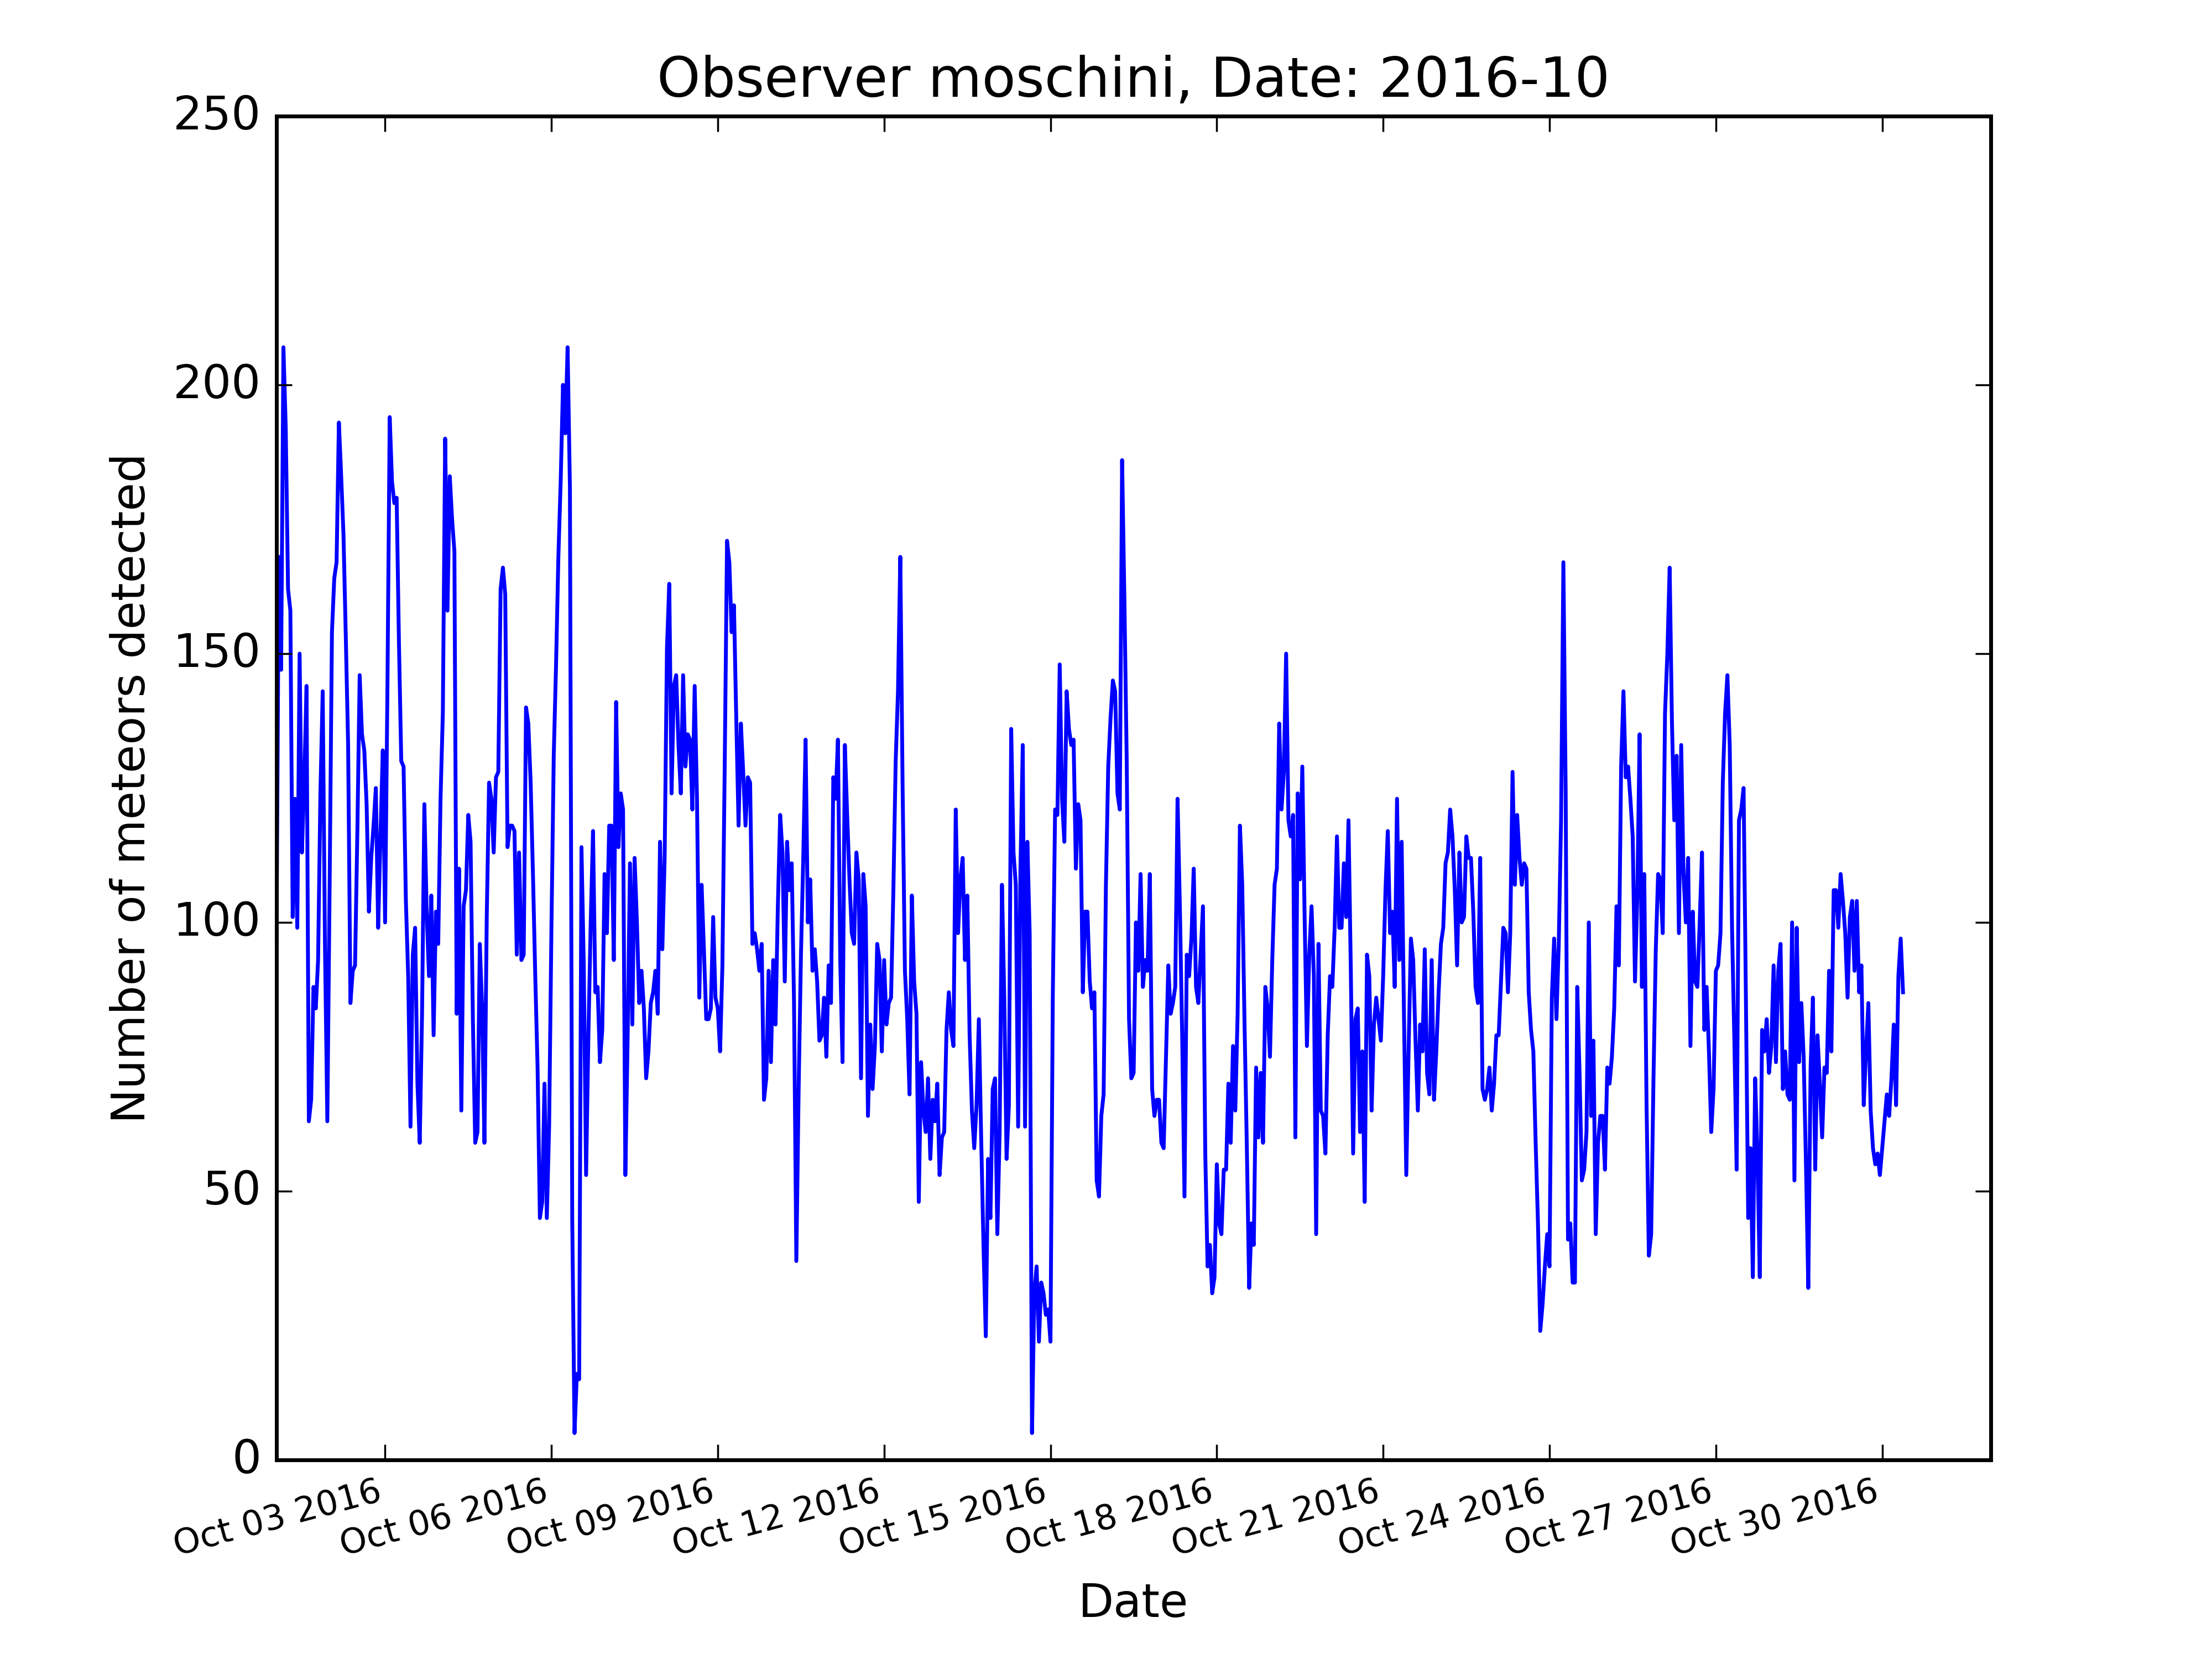 Observer moschini, Date: 2016-10
250
200
150
100
50
0
Number of meteors detected
Oct 03 2016
Oct 06 2016
Oct 09 2016
Oct 12 2016
Oct 15 2016
Oct 18 2016
Oct 21 2016
Oct 24 2016
Oct 27 2016
Oct 30 2016
Date